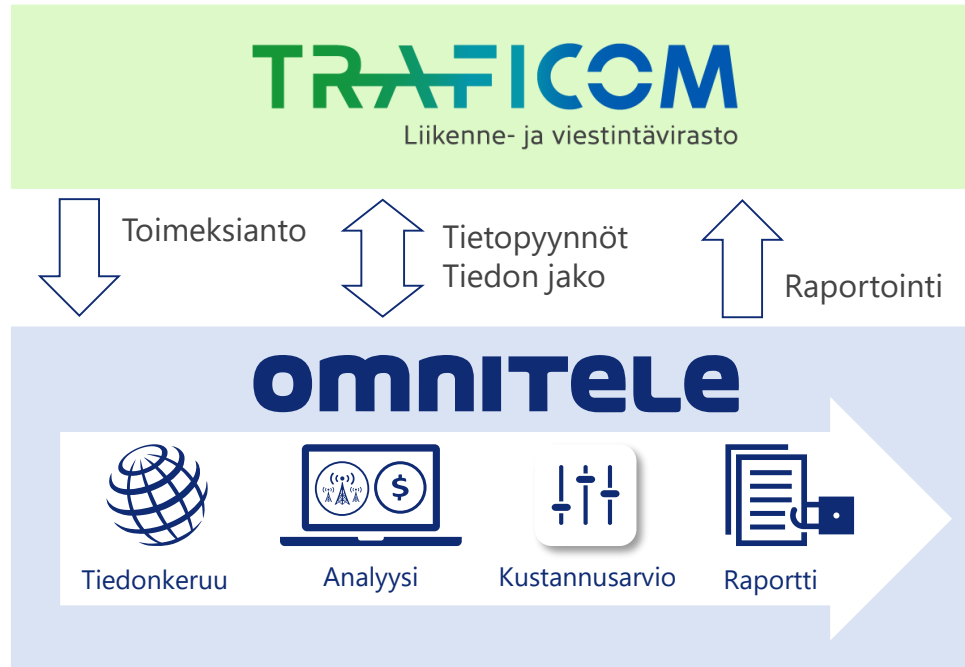 TRAFICOM
Liikenne- ja viestintävirasto
Toimeksianto
Tietopyynnöt
Tiedon jako
Raportointi
OMNITELE
$
Tiedonkeruu
Analyysi
Kustannusarvio
Raportti